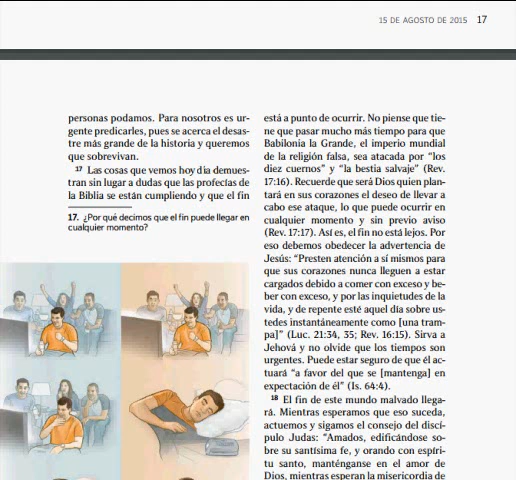 15 DE AGOSTO DE 2015 17
personas podamos. Para nosotros es ur-
gente predicarles, pues se acerca el desas-
tre más grande de la historia y queremos
que sobrevivan.
17 Las cosas que vemos hoy día demues-
tran sin lugar a dudas que las profecías de
la Biblia se están cumpliendo y que el fin
17. ¿Por qué decimos que el fin puede llegar en
cualquier momento?
está a punto de ocurrir. No piense que tie-
ne que pasar mucho más tiempo para que
Babilonia la Grande, el imperio mundial
de la religión falsa, sea atacada por “los
diez cuernos” y “la bestia salvaje” (Rev.
17:16). Recuerde que será Dios quien plan-
tará en sus corazones el deseo de llevar a
cabo ese ataque, lo que puede ocurrir en
cualquier momento y sin previo aviso
(Rev. 17:17). Así es, el fin no está lejos. Por
eso debemos obedecer la advertencia de
Jesús: “Presten atención a sí mismos para
que sus corazones nunca lleguen a estar
cargados debido a comer con exceso y be-
ber con exceso, y por las inquietudes de la
vida, y de repente esté aquel día sobre us-
tedes instantáneamente como [una tram-
pa]” (Luc. 21:34, 35; Rev. 16:15). Sirva a
Jehová y no olvide que los tiempos son
urgentes. Puede estar seguro de que él ac-
tuará “a favor del que se [mantenga] en
expectación de él” (Is. 64:4).
18 El fin de este mundo malvado llega-
rá. Mientras esperamos que eso suceda,
actuemos y sigamos el consejo del discí-
pulo Judas: “Amados, edificándose so-
bre su santísima fe, y orando con espíri-
tu santo, manténganse en el amor de
Dios, mientras esperan la misericordia de